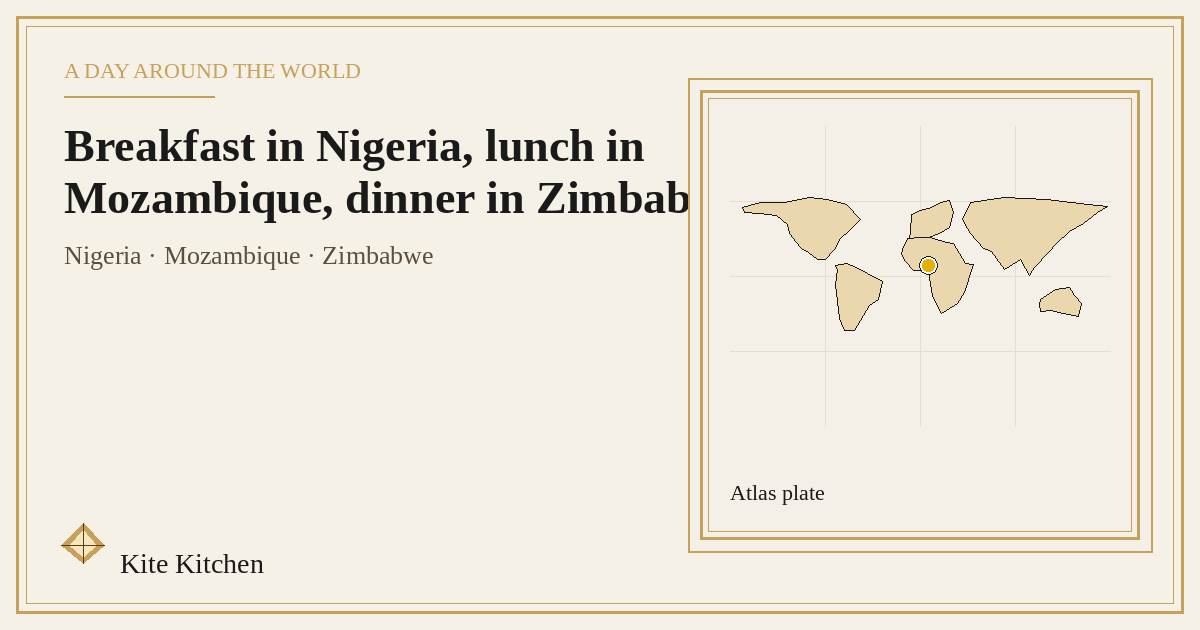 A DAY AROUND THE WORLD
Breakfast in Nigeria, lunch in
Mozambique, dinner in Zimbab
Nigeria · Mozambique · Zimbabwe
Atlas plate
Kite Kitchen